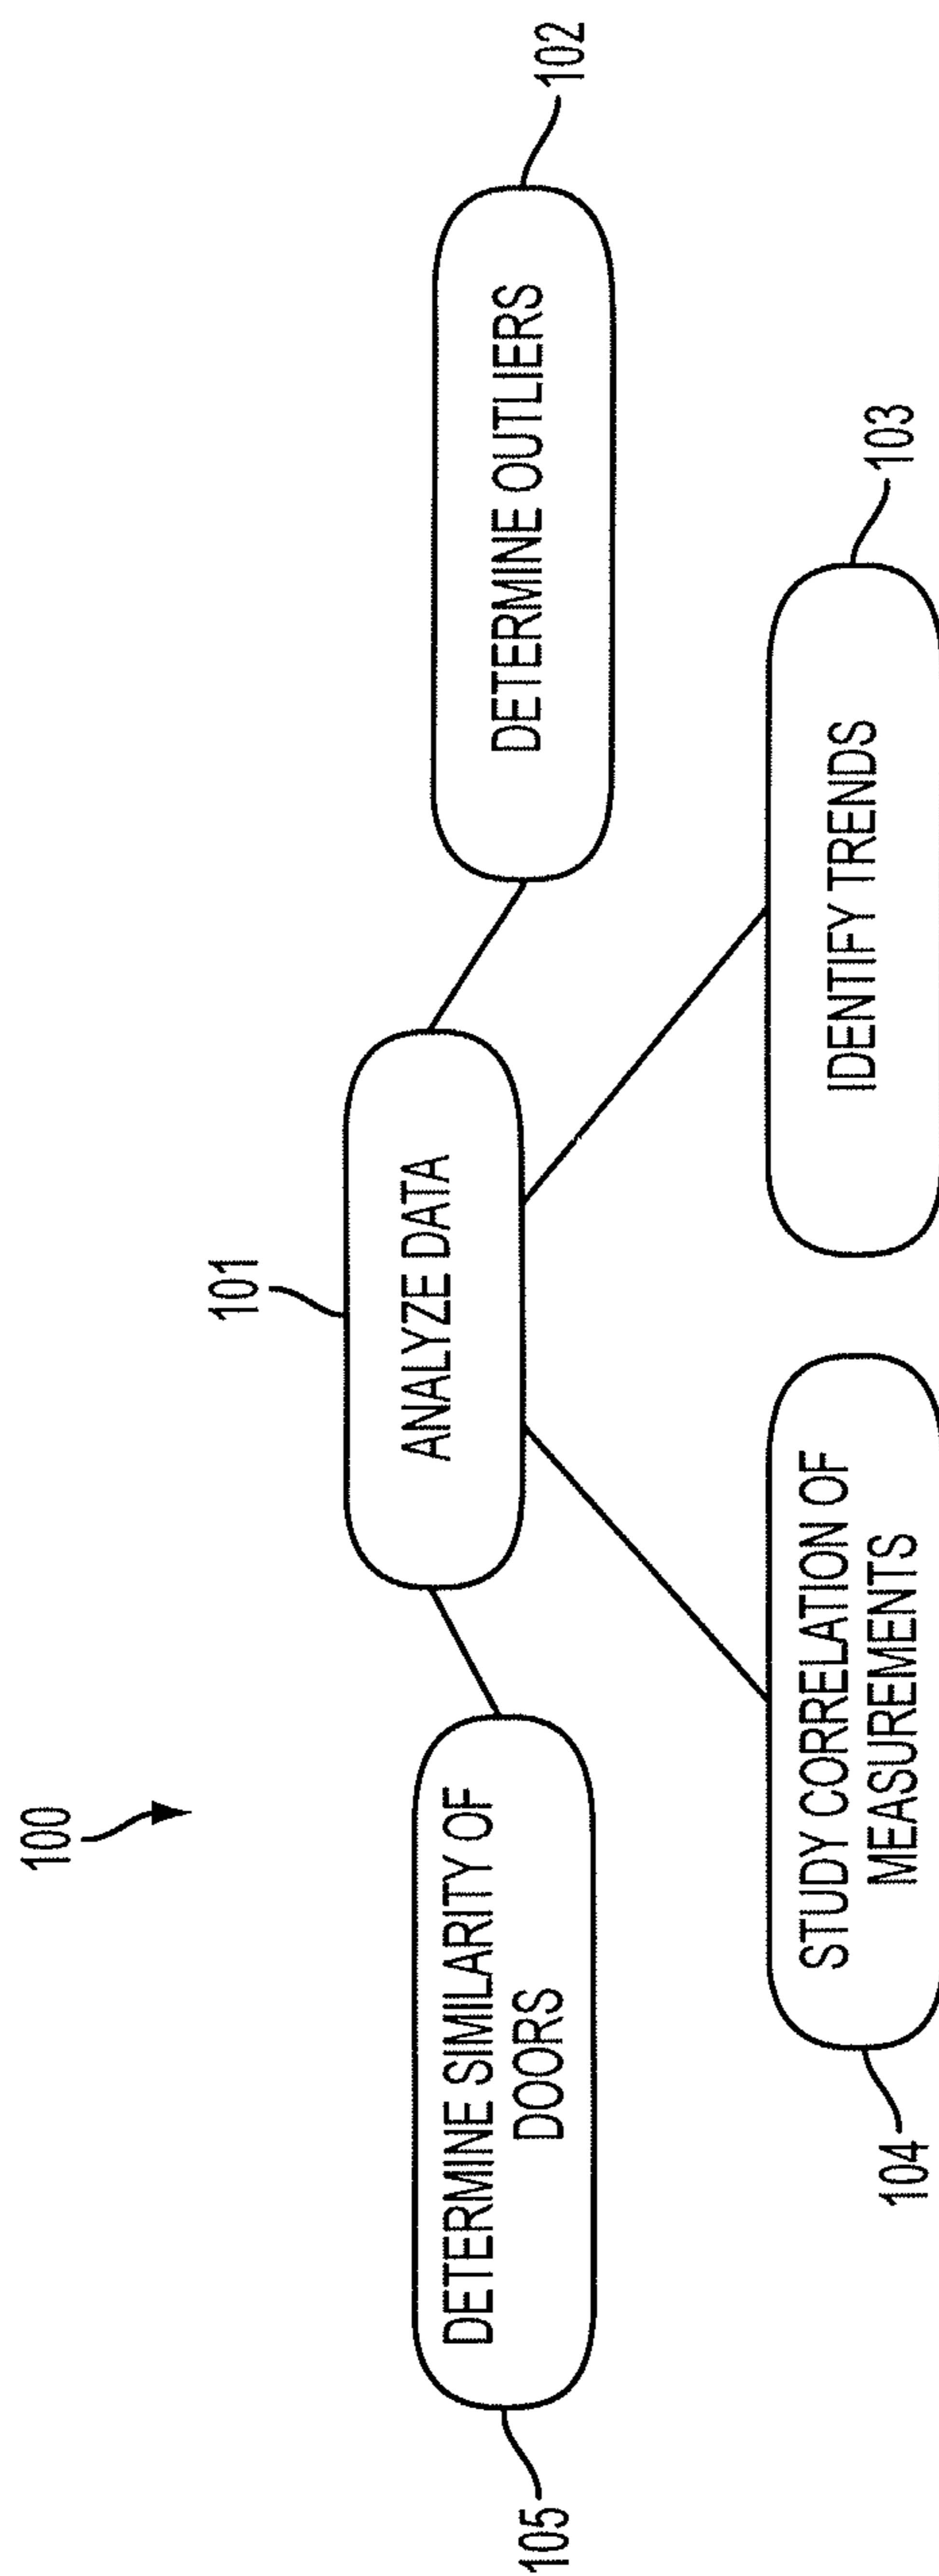 100
101
ANALYZE DATA
102
DETERMINE OUTLIERS
105
DETERMINE SIMILARITY OF
DOORS
104
STUDY CORRELATION OF
MEASUREMENTS
103
IDENTIFY TRENDS